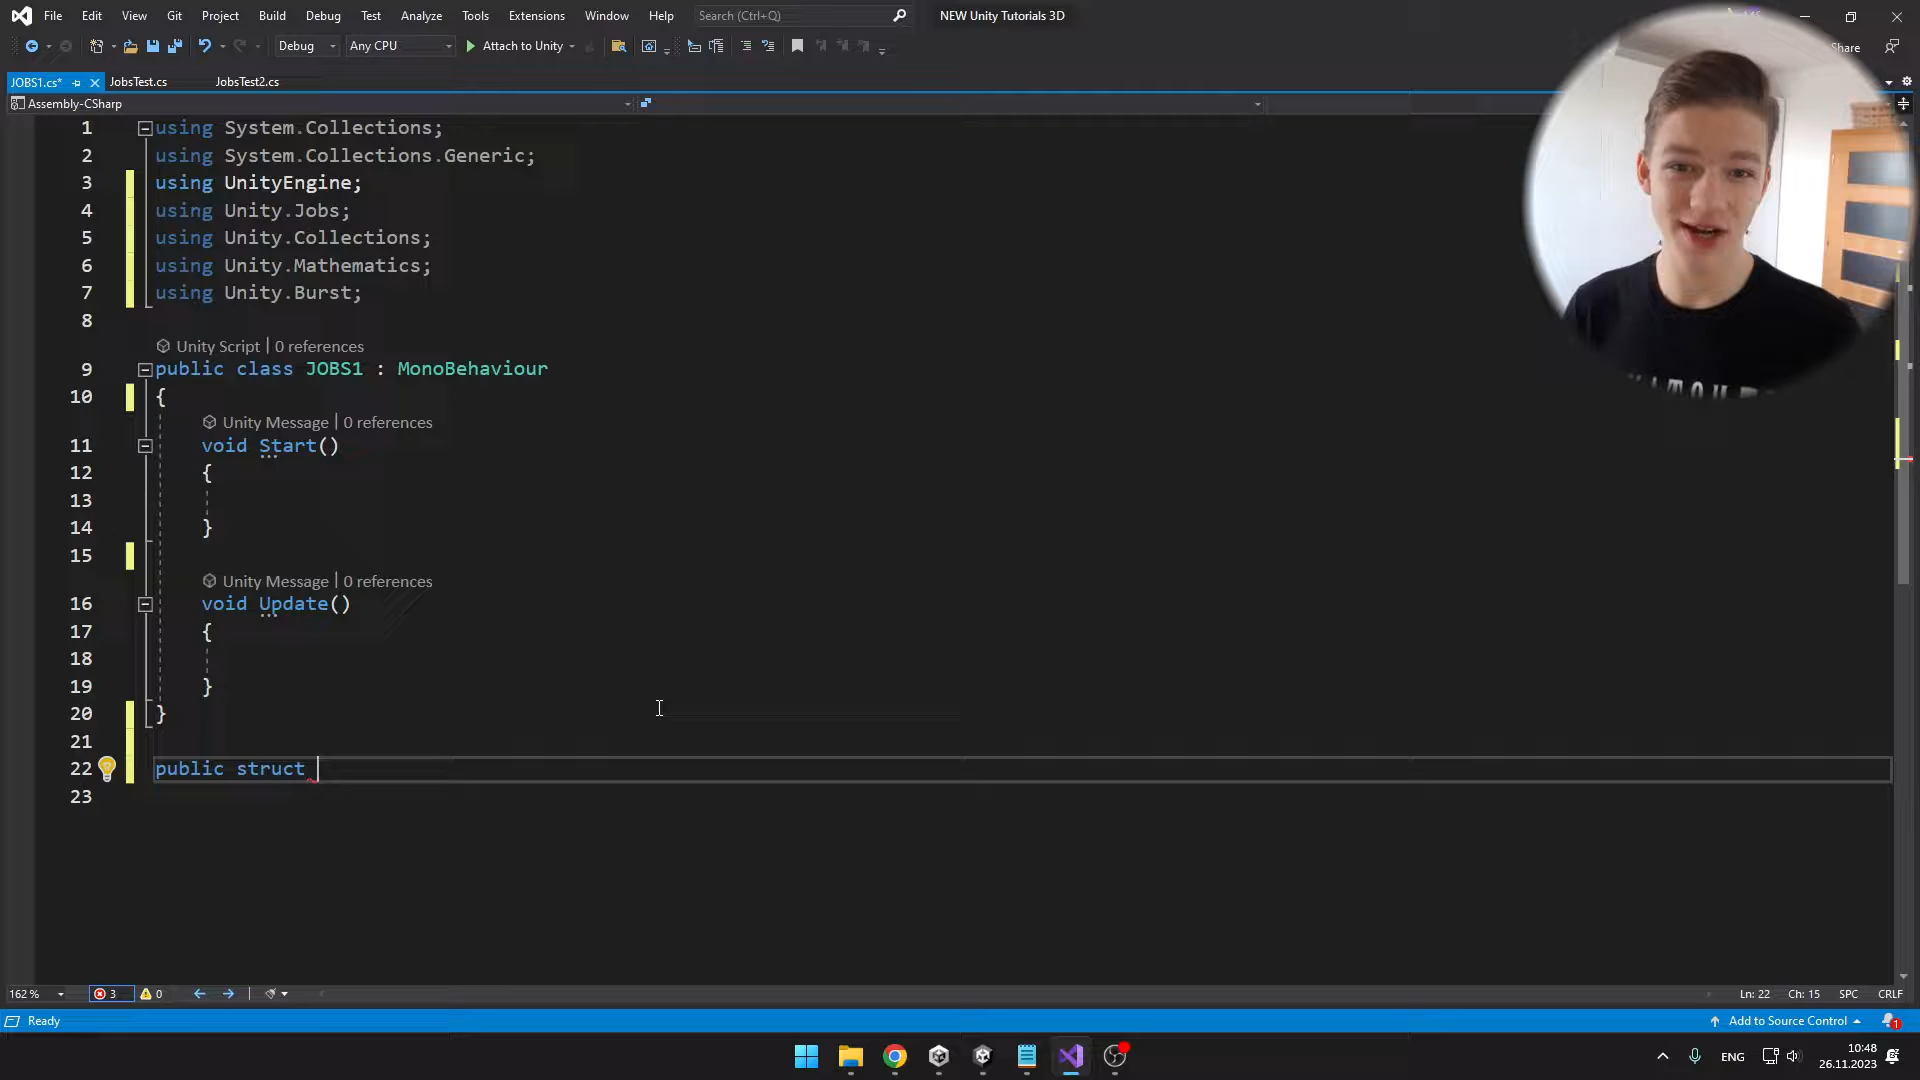 File Edit View Git Project Build Debug Test Analyze Tools Extensions Window Help Search (Ctrl+Q) NEW Unity Tutorials 3D
Debug Any CPU Attach to Unity Share
JOBS1.cs* JobsTest.cs JobsTest2.cs
Assembly-CSharp
1 using System.Collections;
2 using System.Collections.Generic;
3 using UnityEngine;
4 using Unity.Jobs;
5 using Unity.Collections;
6 using Unity.Mathematics;
7 using Unity.Burst;
8
Unity Script | 0 references
9 public class JOBS1 : MonoBehaviour
10 {
Unity Message | 0 references
11 void Start()
12 {
13
14 }
15
Unity Message | 0 references
16 void Update()
17 {
18
19 }
20 }
21
22 public struct
23
162 % 3 0 Ln: 22 Ch: 15 SPC CRLF
Ready Add to Source Control 1
ENG 10:48
26.11.2023